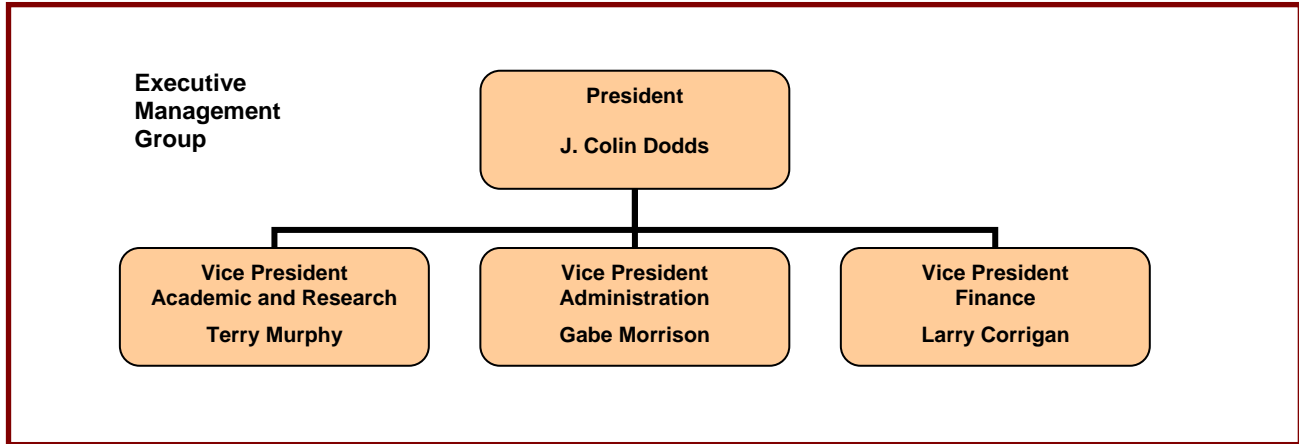 Executive
Management
Group
President
J. Colin Dodds
Vice President
Academic and Research
Terry Murphy
Vice President
Administration
Gabe Morrison
Vice President
Finance
Larry Corrigan